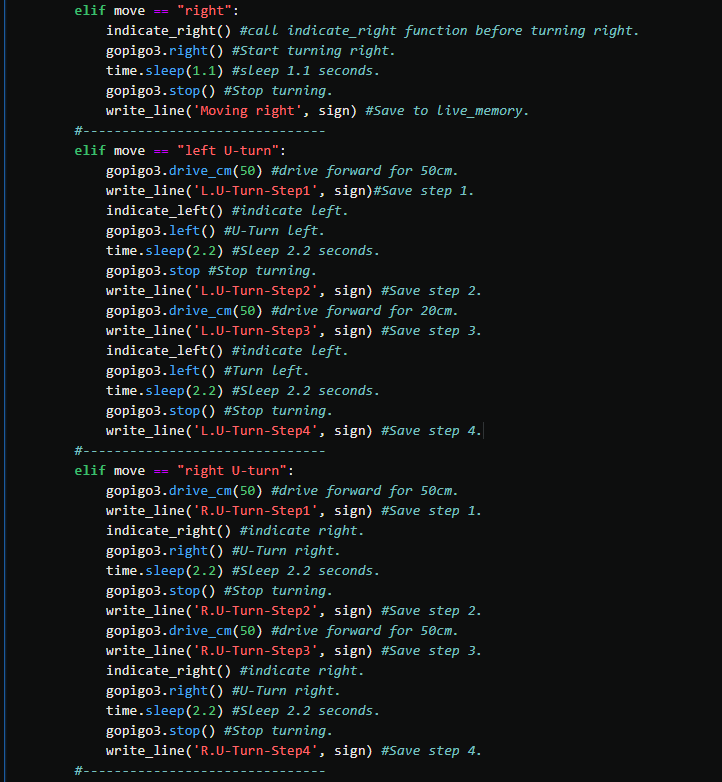 elif move == "right":
indicate_right() #call indicate_right function before turning right.
gopigo3.right() #Start turning right.
time.sleep(1.1) #sleep 1.1 seconds.
gopigo3.stop() #Stop turning.
write_line('Moving right', sign) #Save to live_memory.
#-------------------------------
elif move == "left U-turn":
gopigo3.drive_cm(50) #drive forward for 50cm.
write_line('L.U-Turn-Step1', sign)#Save step 1.
indicate_left() #indicate left.
gopigo3.left() #U-Turn left.
time.sleep(2.2) #Sleep 2.2 seconds.
gopigo3.stop #Stop turning.
write_line('L.U-Turn-Step2', sign) #Save step 2.
gopigo3.drive_cm(50) #drive forward for 20cm.
write_line('L.U-Turn-Step3', sign) #Save step 3.
indicate_left() #indicate left.
gopigo3.left() #Turn left.
time.sleep(2.2) #Sleep 2.2 seconds.
gopigo3.stop() #Stop turning.
write_line('L.U-Turn-Step4', sign) #Save step 4.
#-------------------------------
elif move == "right U-turn":
gopigo3.drive_cm(50) #drive forward for 50cm.
write_line('R.U-Turn-Step1', sign) #Save step 1.
indicate_right() #indicate right.
gopigo3.right() #U-Turn right.
time.sleep(2.2) #Sleep 2.2 seconds.
gopigo3.stop() #Stop turning.
write_line('R.U-Turn-Step2', sign) #Save step 2.
gopigo3.drive_cm(50) #drive forward for 50cm.
write_line('R.U-Turn-Step3', sign) #Save step 3.
indicate_right() #indicate right.
gopigo3.right() #U-Turn right.
time.sleep(2.2) #Sleep 2.2 seconds.
gopigo3.stop() #Stop turning.
write_line('R.U-Turn-Step4', sign) #Save step 4.
#-------------------------------